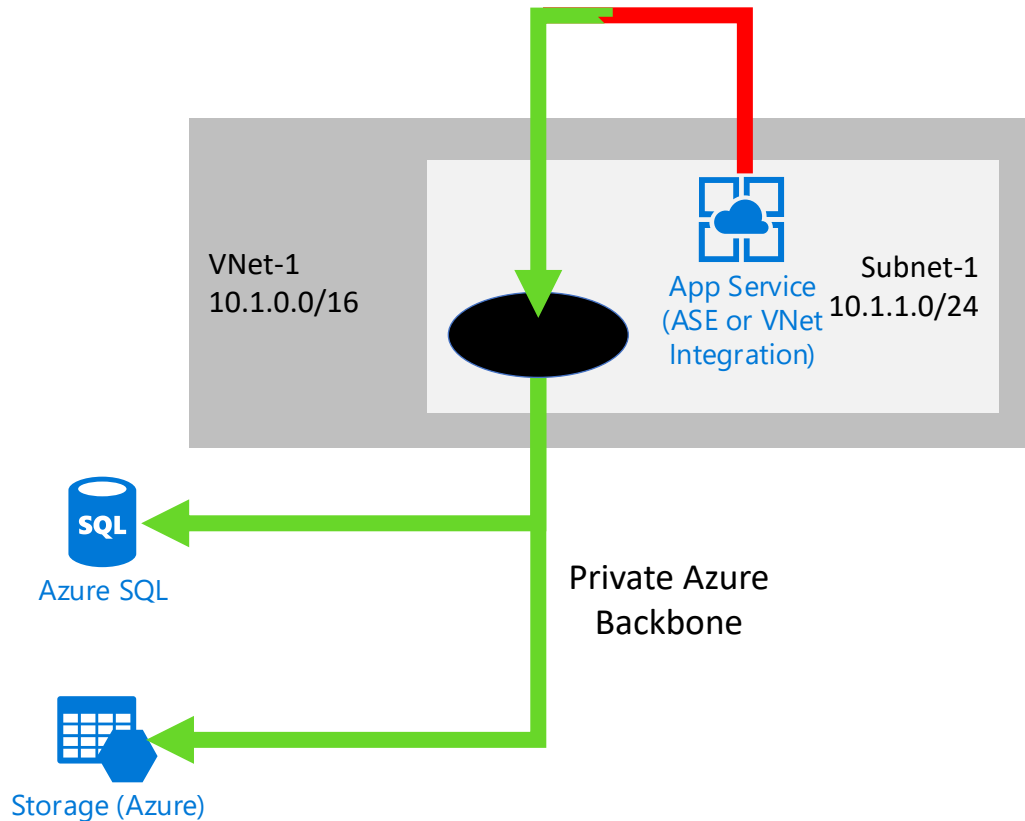 VNet-1
10.1.0.0/16
App Service
(ASE or VNet
Integration)
Subnet-1
10.1.1.0/24
SQL
Azure SQL
Private Azure
Backbone
Storage (Azure)